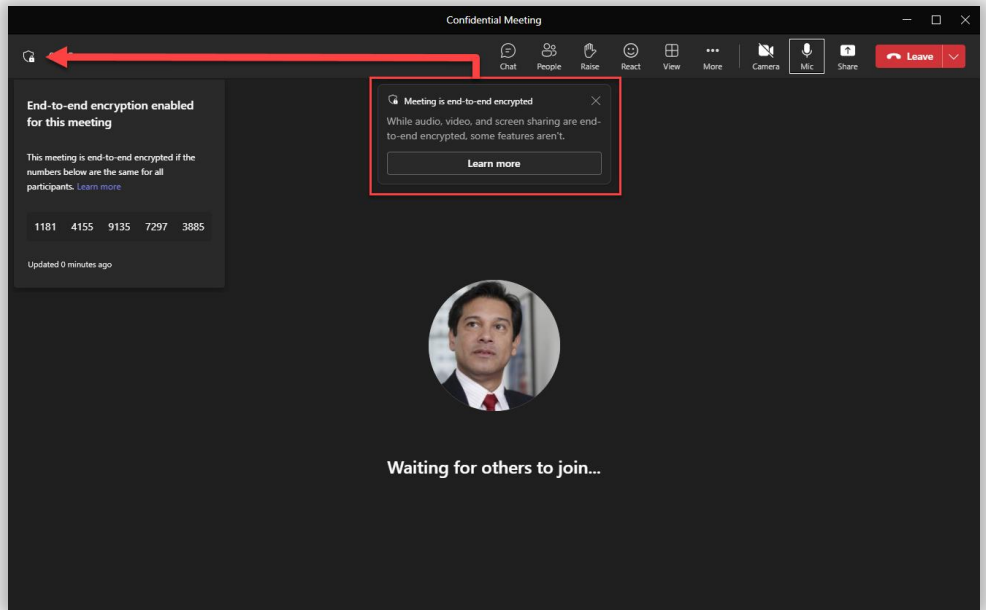 Confidential Meeting
Chat People Raise React View More Camera Mic Share Leave
End-to-end encryption enabled
for this meeting
This meeting is end-to-end encrypted if the
numbers below are the same for all
participants. Learn more
1181 4155 9135 7297 3885
Updated 0 minutes ago
Meeting is end-to-end encrypted
While audio, video, and screen sharing are end-
to-end encrypted, some features aren't.
Learn more
Waiting for others to join...